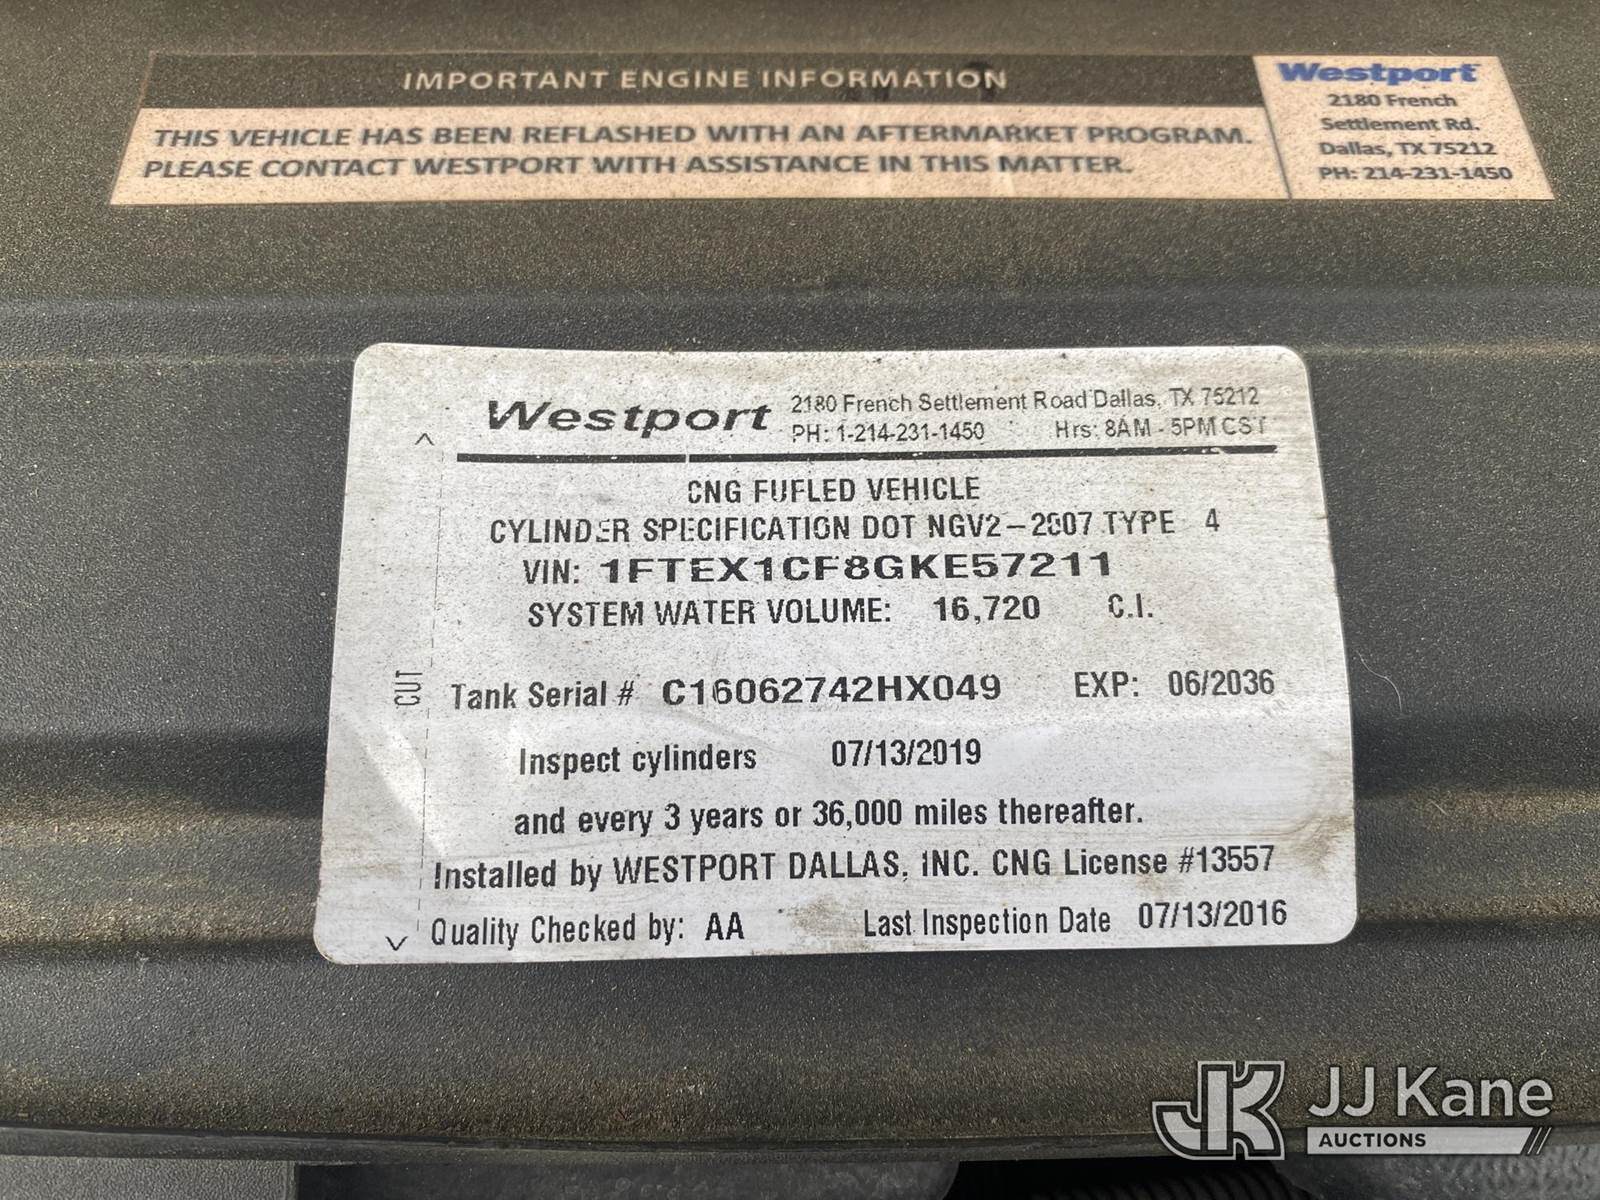 IMPORTANT ENGINE INFORMATION
THIS VEHICLE HAS BEEN REFLASHED WITH AN AFTERMARKET PROGRAM.
PLEASE CONTACT WESTPORT WITH ASSISTANCE IN THIS MATTER.
Westport
2180 French
Settlement Rd.
Dallas, TX 75212
PH: 214-231-1450
Westport
2180 French Settlement Road Dallas, TX 75212
PH: 1-214-231-1450 Hrs: 8AM - 5PM CST
CNG FUELED VEHICLE
CYLINDER SPECIFICATION DOT NGV2-2007 TYPE 4
VIN: 1FTEX1CF8GKE57211
SYSTEM WATER VOLUME: 16,720 C.I.
CUT
Tank Serial # C16062742HX049 EXP: 06/2036
Inspect cylinders 07/13/2019
and every 3 years or 36,000 miles thereafter.
Installed by WESTPORT DALLAS, INC. CNG License #13557
Quality Checked by: AA Last Inspection Date 07/13/2016
JK JJ Kane
AUCTIONS